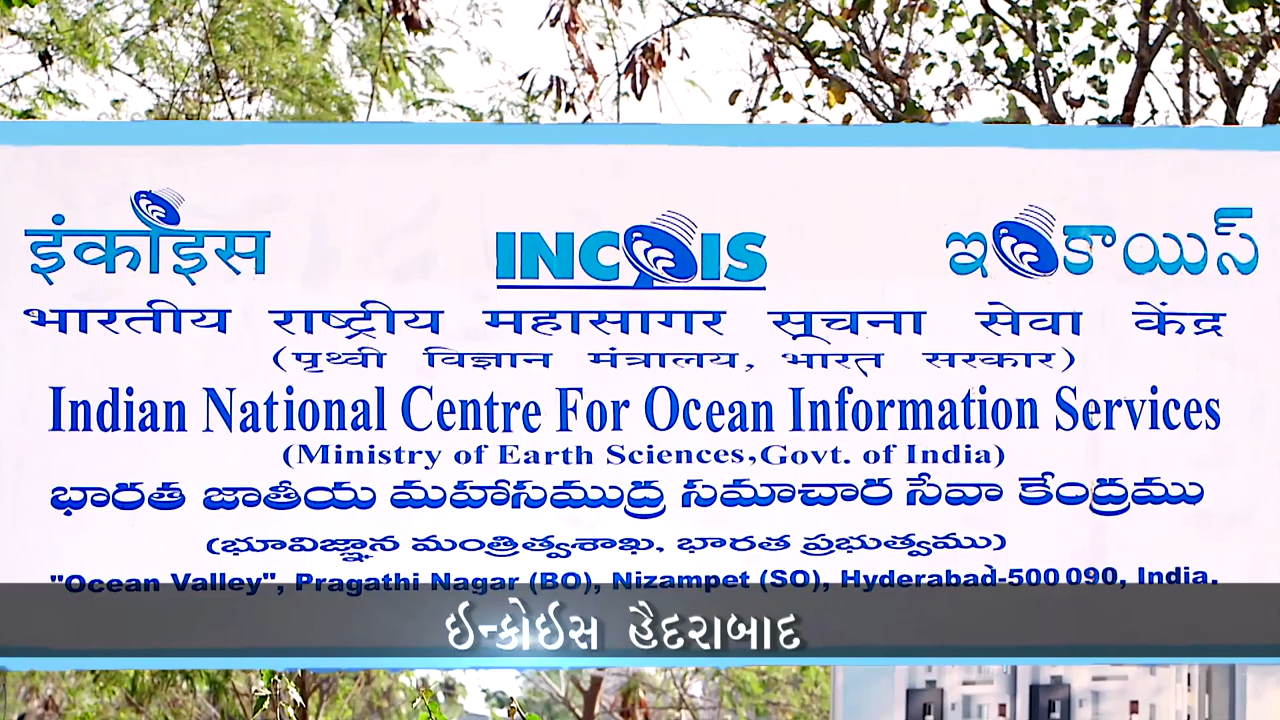 इंकॉइस INCOIS ఇంకాయిస్
भारतीय राष्ट्रीय महासागर सूचना सेवा केंद्र
(पृथ्वी विज्ञान मंत्रालय, भारत सरकार)
Indian National Centre For Ocean Information Services
(Ministry of Earth Sciences,Govt. of India)
భారత జాతీయ మహాసముద్ర సమాచార సేవా కేంద్రము
(భూవిజ్ఞాన మంత్రిత్వశాఖ, భారత ప్రభుత్వము)
"Ocean Valley", Pragathi Nagar (BO), Nizampet (SO), Hyderabad-500 090, India.
ઇન્કોઇસ હૈદરાબાદ